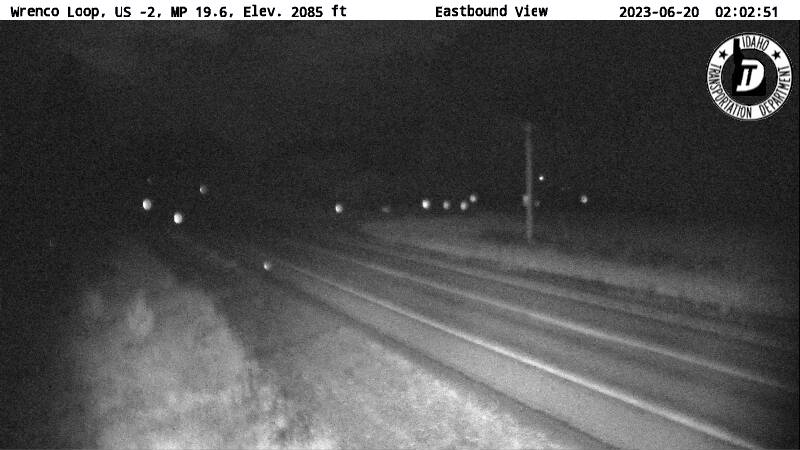 Wrenco Loop, US -2, MP 19.6, Elev. 2085 ft Eastbound View 2023-06-20 02:02:51
IDAHO
TRANSPORTATION DEPARTMENT